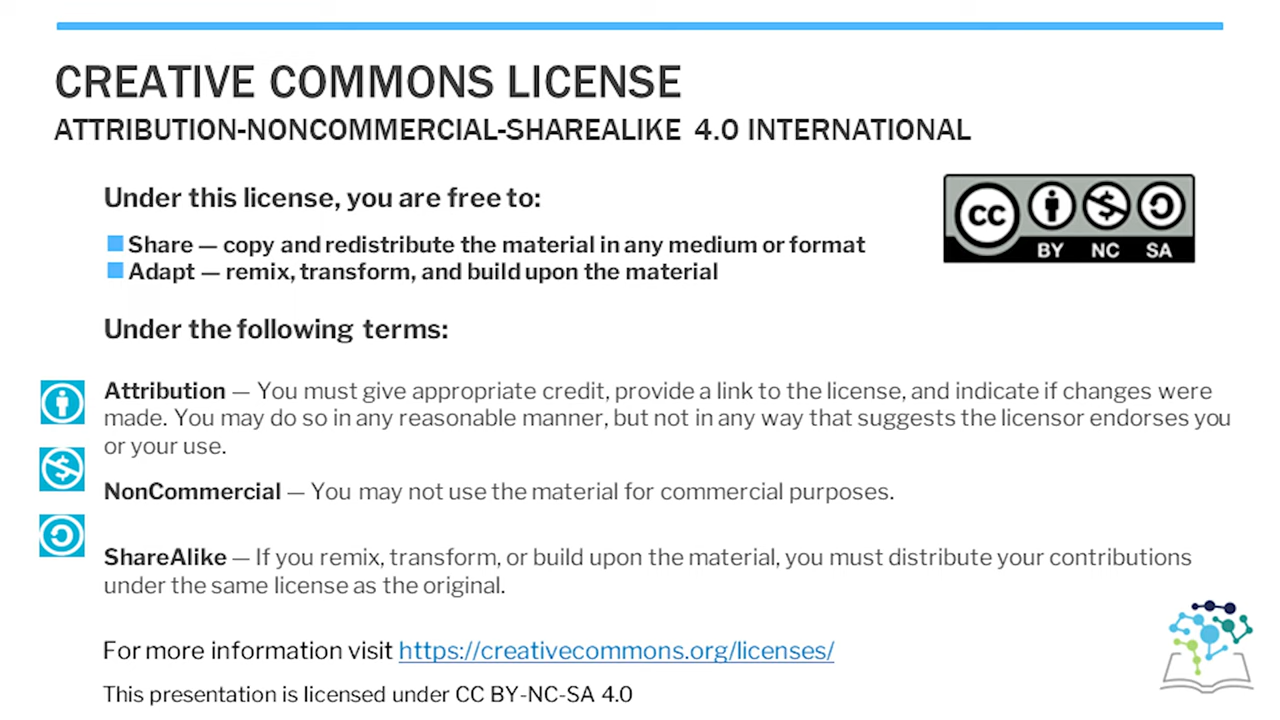 CREATIVE COMMONS LICENSE
ATTRIBUTION-NONCOMMERCIAL-SHAREALIKE 4.0 INTERNATIONAL
Under this license, you are free to:
Share — copy and redistribute the material in any medium or format
Adapt — remix, transform, and build upon the material
CC BY NC SA
Under the following terms:
Attribution — You must give appropriate credit, provide a link to the license, and indicate if changes were
made. You may do so in any reasonable manner, but not in any way that suggests the licensor endorses you
or your use.
NonCommercial — You may not use the material for commercial purposes.
ShareAlike — If you remix, transform, or build upon the material, you must distribute your contributions
under the same license as the original.
For more information visit https://creativecommons.org/licenses/
This presentation is licensed under CC BY-NC-SA 4.0